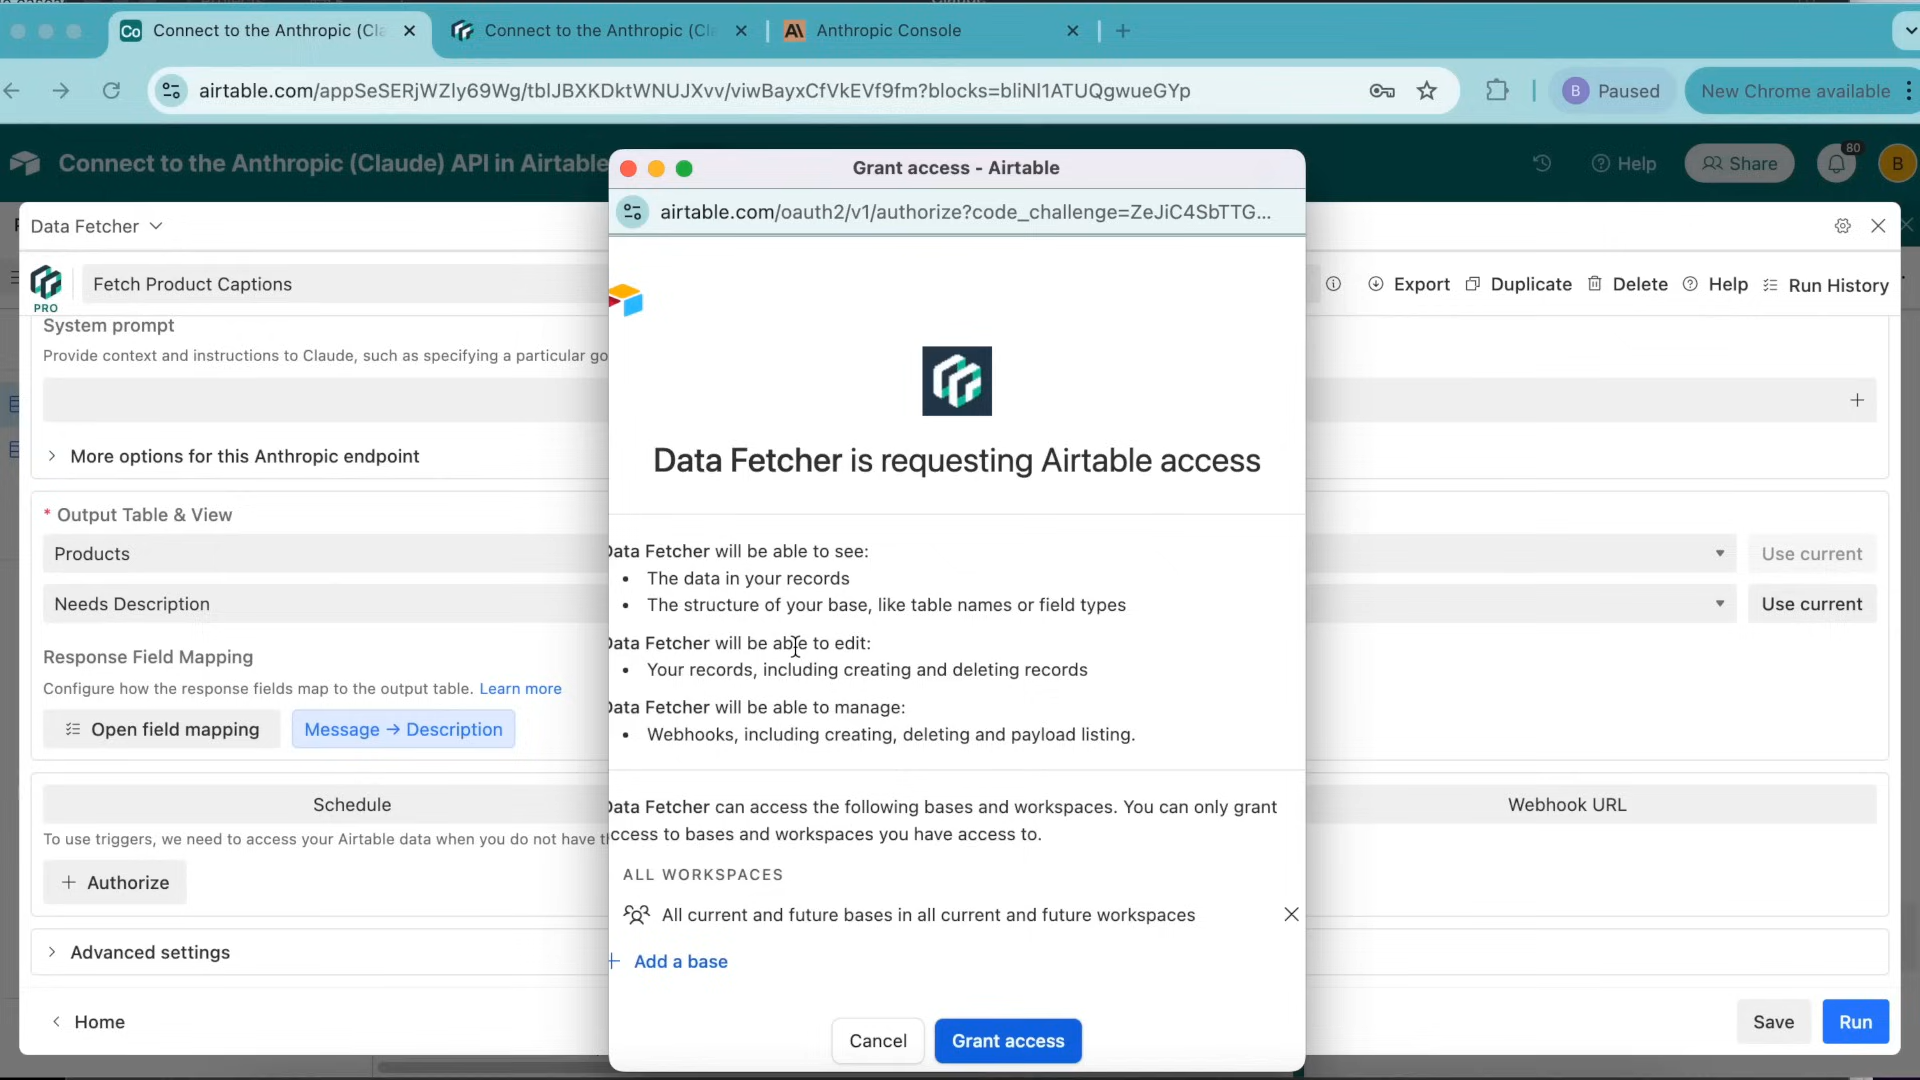 Connect to the Anthropic (Cla
Connect to the Anthropic (Cl
Anthropic Console
airtable.com/appSeSERjWZly69Wg/tblJBXKDktWNUJXvv/viwBayxCfVkEVf9fm?blocks=bliNl1ATUQgwueGYp
B Paused
New Chrome available
Connect to the Anthropic (Claude) API in Airtable
Help
Share
80
B
Grant access - Airtable
airtable.com/oauth2/v1/authorize?code_challenge=ZeJiC4SbTTG...
Data Fetcher
PRO
Fetch Product Captions
Export
Duplicate
Delete
Help
Run History
System prompt
Provide context and instructions to Claude, such as specifying a particular go
More options for this Anthropic endpoint
* Output Table & View
Products
Use current
Needs Description
Use current
Response Field Mapping
Configure how the response fields map to the output table. Learn more
Open field mapping
Message → Description
Schedule
Webhook URL
To use triggers, we need to access your Airtable data when you do not have t
+ Authorize
Advanced settings
Home
Save
Run
Data Fetcher is requesting Airtable access
Data Fetcher will be able to see:
• The data in your records
• The structure of your base, like table names or field types
Data Fetcher will be able to edit:
• Your records, including creating and deleting records
Data Fetcher will be able to manage:
• Webhooks, including creating, deleting and payload listing.
Data Fetcher can access the following bases and workspaces. You can only grant
ccess to bases and workspaces you have access to.
ALL WORKSPACES
All current and future bases in all current and future workspaces
+ Add a base
Cancel
Grant access